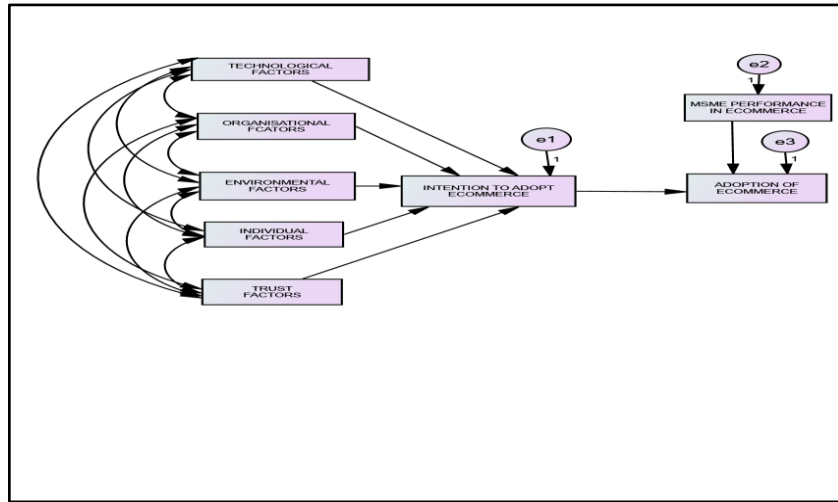 TECHNOLOGICAL
FACTORS
ORGANISATIONAL
FCATORS
ENVIRONMENTAL
FACTORS
INDIVIDUAL
FACTORS
TRUST
FACTORS
e1
1
INTENTION TO ADOPT
ECOMMERCE
e2
1
MSME PERFORMANCE
IN ECOMMERCE
e3
1
ADOPTION OF
ECOMMERCE